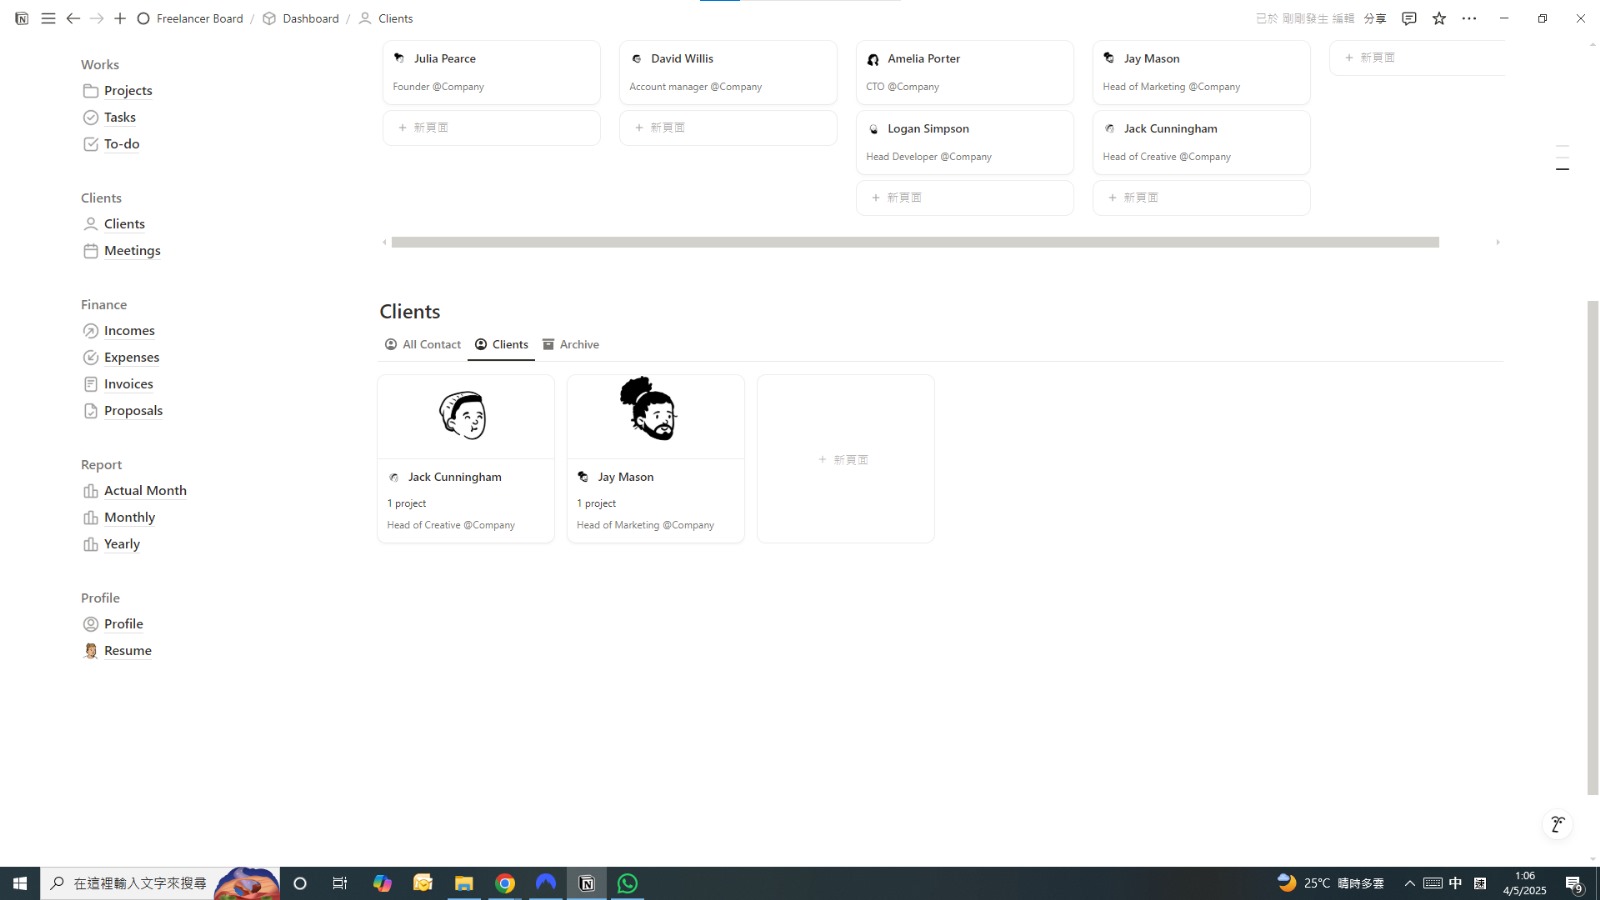 Freelancer Board / Dashboard / Clients
已於 剛剛發生 編輯 分享
Works
Projects
Tasks
To-do
Clients
Clients
Meetings
Finance
Incomes
Expenses
Invoices
Proposals
Report
Actual Month
Monthly
Yearly
Profile
Profile
Resume
Julia Pearce
Founder @Company
+ 新頁面
David Willis
Account manager @Company
+ 新頁面
Amelia Porter
CTO @Company
Logan Simpson
Head Developer @Company
+ 新頁面
Jay Mason
Head of Marketing @Company
Jack Cunningham
Head of Creative @Company
+ 新頁面
+ 新頁面
Clients
All Contact Clients Archive
Jack Cunningham
1 project
Head of Creative @Company
Jay Mason
1 project
Head of Marketing @Company
+ 新頁面
在這裡輸入文字來搜尋
25°C 晴時多雲
中
1:06
4/5/2025
9